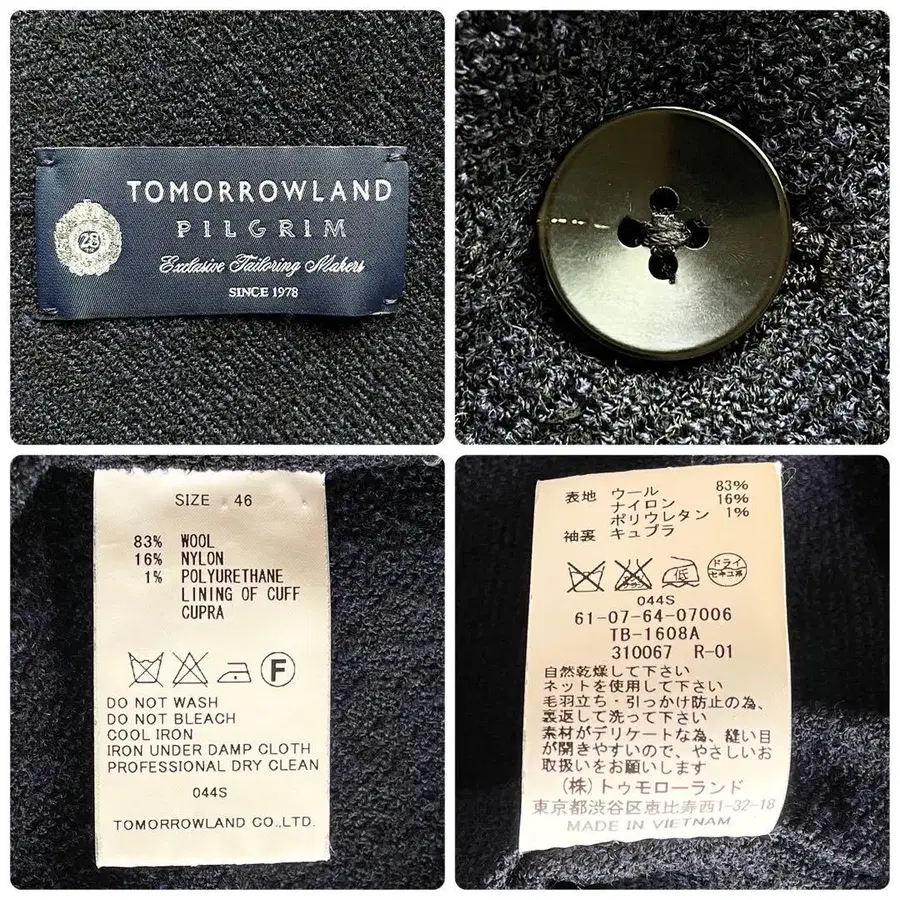 TOMORROWLAND
PILGRIM
Exclusive Tailoring Makers
SINCE 1978
SIZE 46
83% WOOL
16% NYLON
1% POLYURETHANE
LINING OF CUFF
CUPRA
F
DO NOT WASH
DO NOT BLEACH
COOL IRON
IRON UNDER DAMP CLOTH
PROFESSIONAL DRY CLEAN
044S
TOMORROWLAND CO.,LTD.
表地 ウール 83%
ナイロン 16%
ポリウレタン 1%
袖裏 キュプラ
低 ドライ
セキユ系
044S
61-07-64-07006
TB-1608A
310067 R-01
自然乾燥して下さい
ネットを使用して下さい
毛羽立ち・引っかけ防止の為、
裏返して洗って下さい
素材がデリケートな為、縫い目
が開きやすいので、やさしいお
取扱いをお願いします
(株)トゥモローランド
東京都渋谷区恵比寿西1-32-18
MADE IN VIETNAM